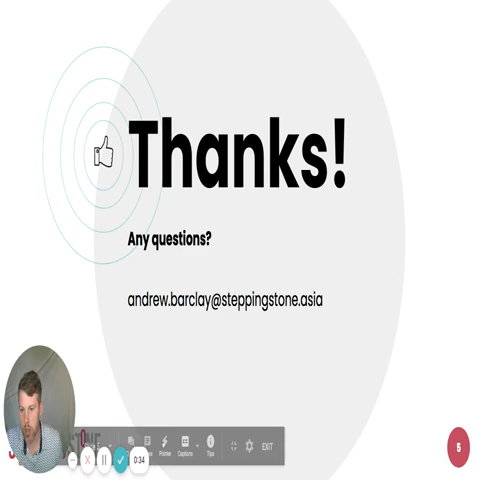 Thanks!
Any questions?
andrew.barclay@steppingstone.asia
Pointer
Captions
Tips
EXIT
0:34
5